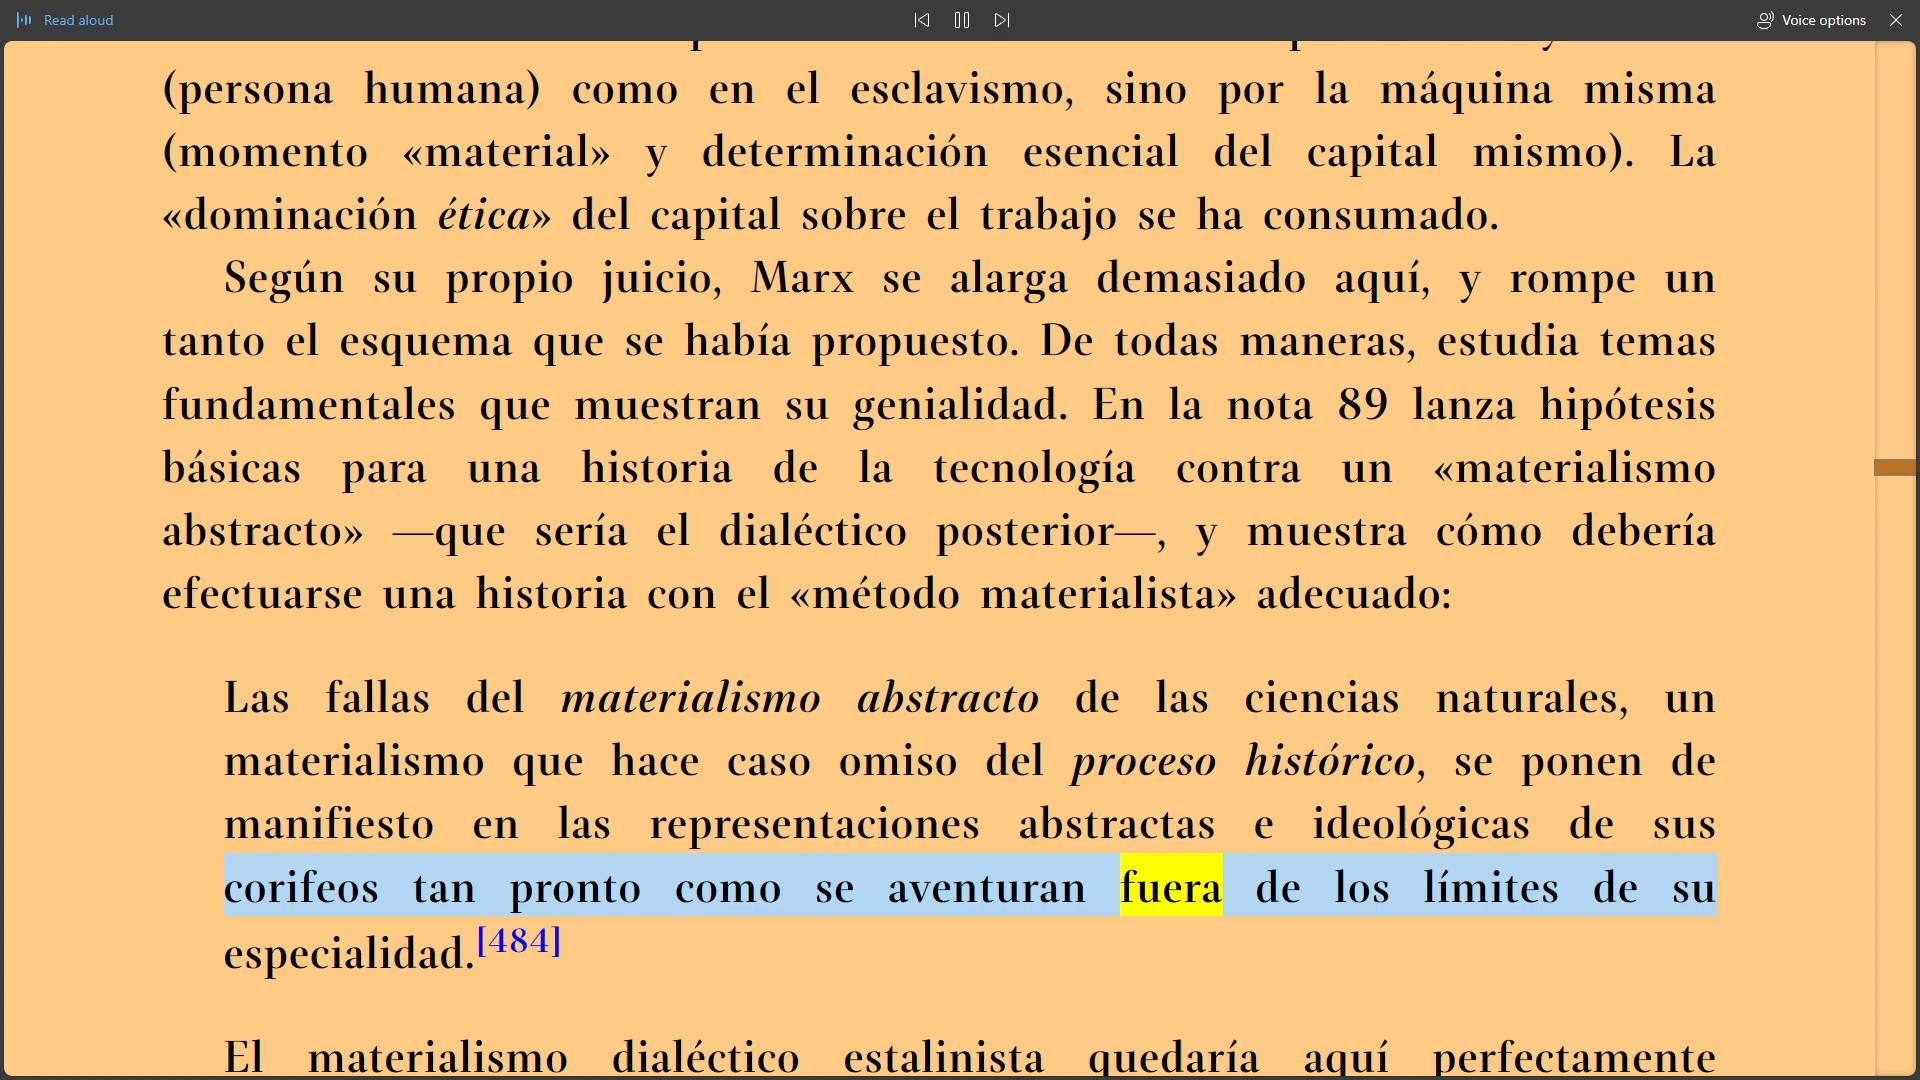 Read aloud
Voice options
(persona humana) como en el esclavismo, sino por la máquina misma
(momento «material» y determinación esencial del capital mismo). La
«dominación ética» del capital sobre el trabajo se ha consumado.
Según su propio juicio, Marx se alarga demasiado aquí, y rompe un
tanto el esquema que se había propuesto. De todas maneras, estudia temas
fundamentales que muestran su genialidad. En la nota 89 lanza hipótesis
básicas para una historia de la tecnología contra un «materialismo
abstracto» —que sería el dialéctico posterior—, y muestra cómo debería
efectuarse una historia con el «método materialista» adecuado:
Las fallas del materialismo abstracto de las ciencias naturales, un
materialismo que hace caso omiso del proceso histórico, se ponen de
manifiesto en las representaciones abstractas e ideológicas de sus
corifeos tan pronto como se aventuran fuera de los límites de su
especialidad.[484]
El materialismo dialéctico estalinista quedaría aquí perfectamente